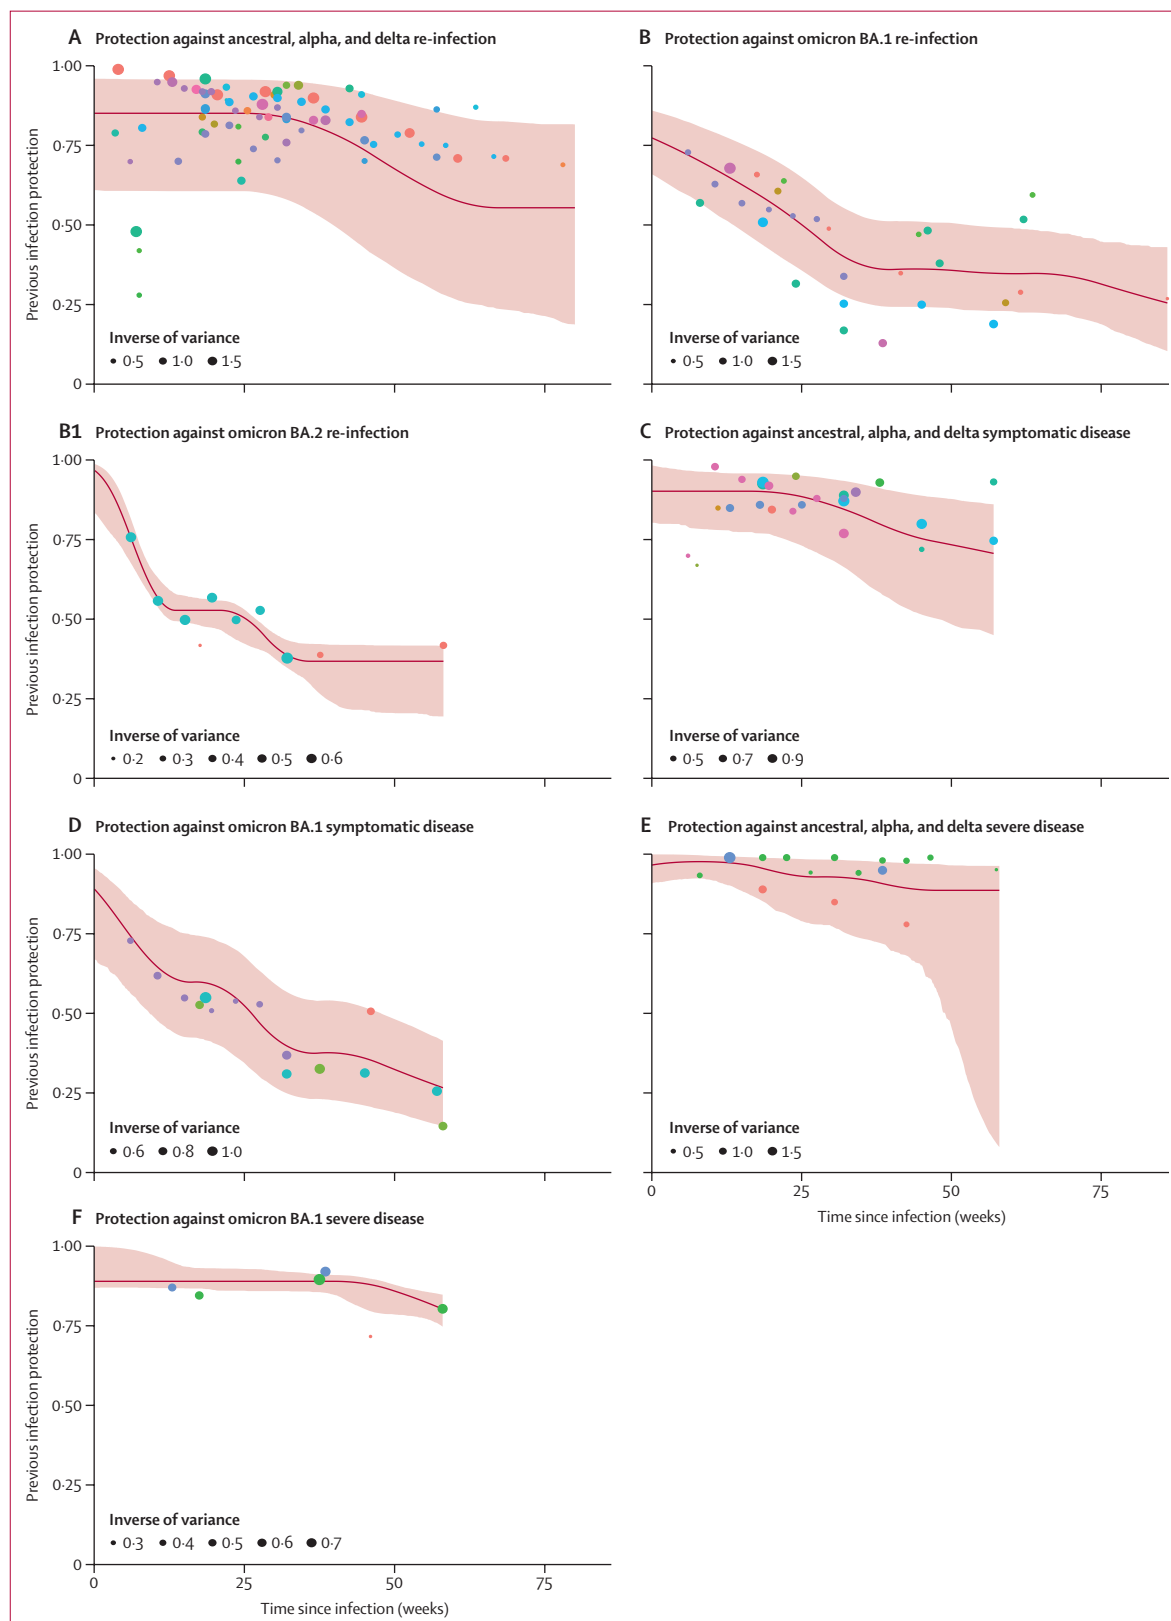 A Protection against ancestral, alpha, and delta re-infection
1·00
0·75
0·50
0·25
0
Previous infection protection
Inverse of variance
0·5 1·0 1·5
B Protection against omicron BA.1 re-infection
Inverse of variance
0·5 1·0 1·5
B1 Protection against omicron BA.2 re-infection
1·00
0·75
0·50
0·25
0
Previous infection protection
Inverse of variance
0·2 0·3 0·4 0·5 0·6
C Protection against ancestral, alpha, and delta symptomatic disease
Inverse of variance
0·5 0·7 0·9
D Protection against omicron BA.1 symptomatic disease
1·00
0·75
0·50
0·25
0
Previous infection protection
Inverse of variance
0·6 0·8 1·0
E Protection against ancestral, alpha, and delta severe disease
Inverse of variance
0·5 1·0 1·5
0 25 50 75
Time since infection (weeks)
F Protection against omicron BA.1 severe disease
1·00
0·75
0·50
0·25
0
Previous infection protection
Inverse of variance
0·3 0·4 0·5 0·6 0·7
0 25 50 75
Time since infection (weeks)